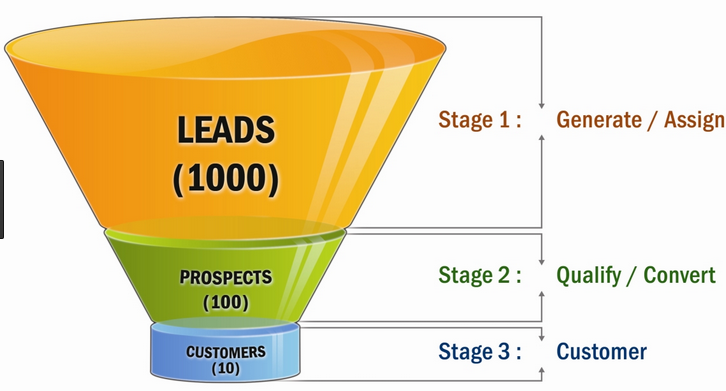 LEADS
(1000)
Stage 1 : Generate / Assign
PROSPECTS
(100)
Stage 2 : Qualify / Convert
CUSTOMERS
(10)
Stage 3 : Customer